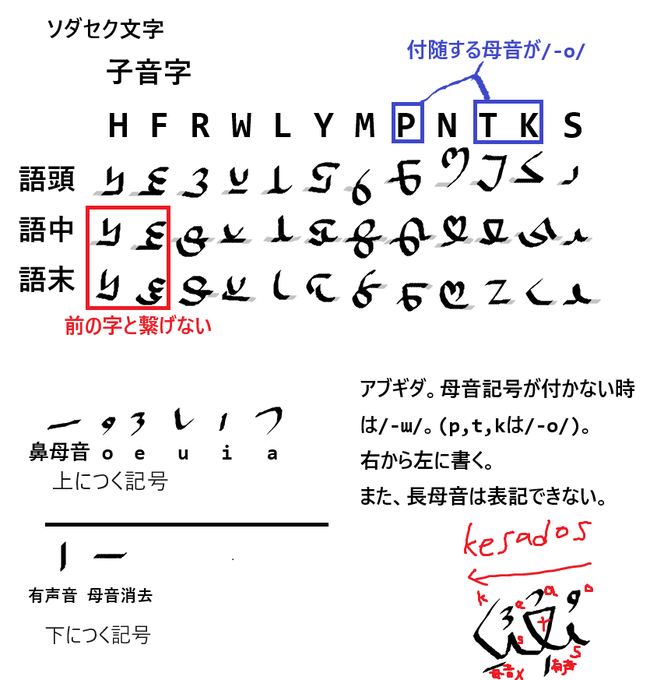 ソダセク文字
付随する母音が/-o/
子音字
H F R W L Y M P N T K S
語頭
語中
語末
前の字と繋げない
鼻母音 o e u i a
上につく記号
アブギダ。母音記号が付かない時
は/-ɯ/。(p,t,kは/-o/)。
右から左に書く。
また、長母音は表記できない。
kesados
k e a o
t
s S
母音X 有声
有声音 母音消去
下につく記号